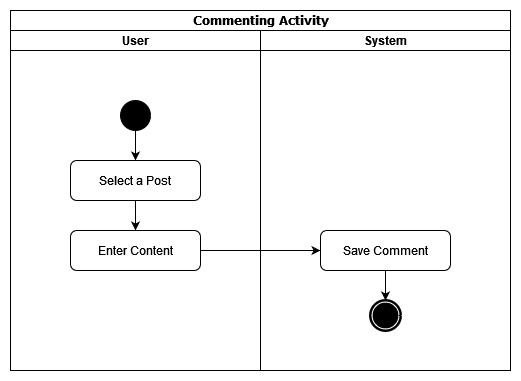 Commenting Activity
User
System
Select a Post
Enter Content
Save Comment